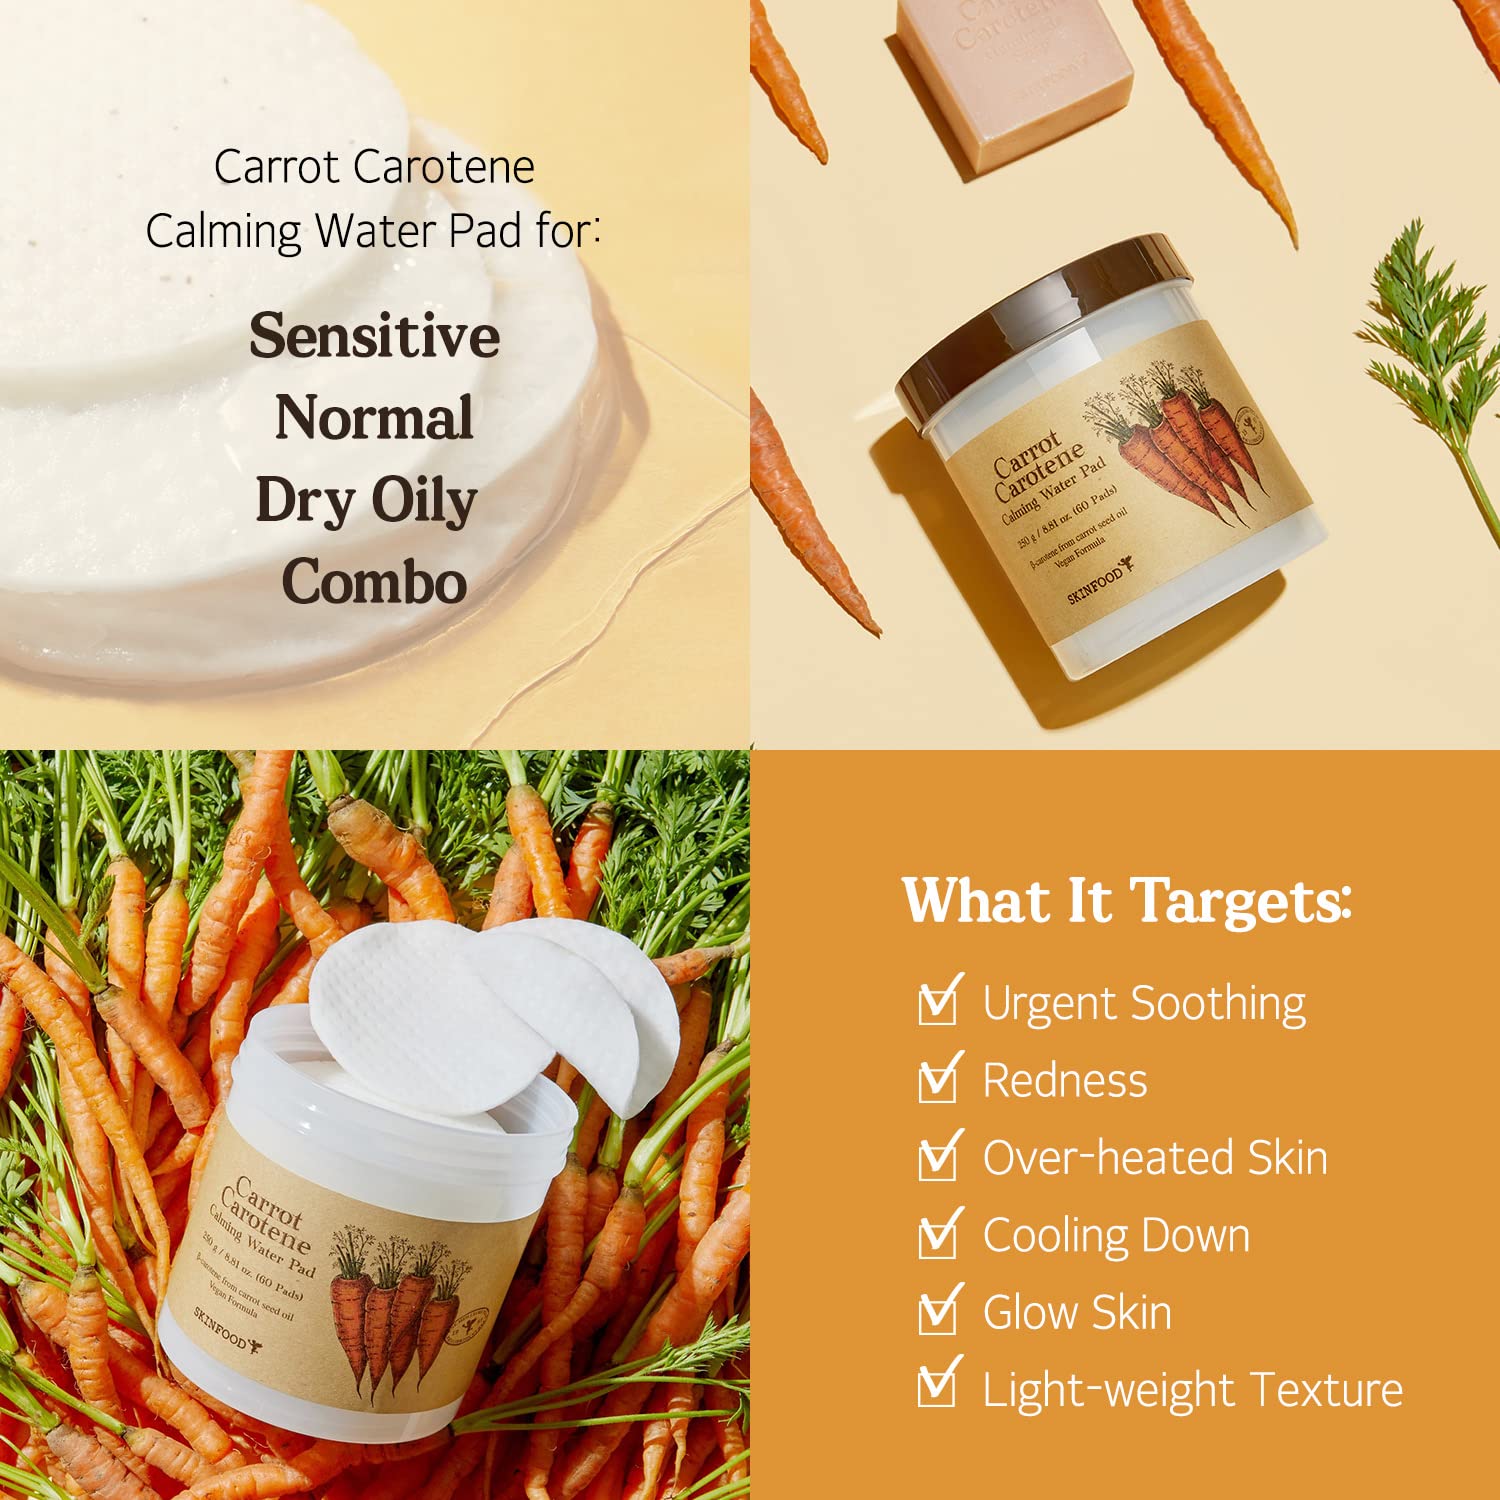 Carrot Carotene
Calming Water Pad for:
Sensitive
Normal
Dry Oily
Combo
Carotene
Carrot
Carotene
Calming Water Pad
250 g / 8.81 oz. (60 Pads)
β-carotene from carrot seed oil
Vegan Formula
SKINFOOD
Carrot
Carotene
Calming Water Pad
250 g / 8.81 oz. (60 Pads)
β-carotene from carrot seed oil
Vegan Formula
SKINFOOD
What It Targets:
Urgent Soothing
Redness
Over-heated Skin
Cooling Down
Glow Skin
Light-weight Texture